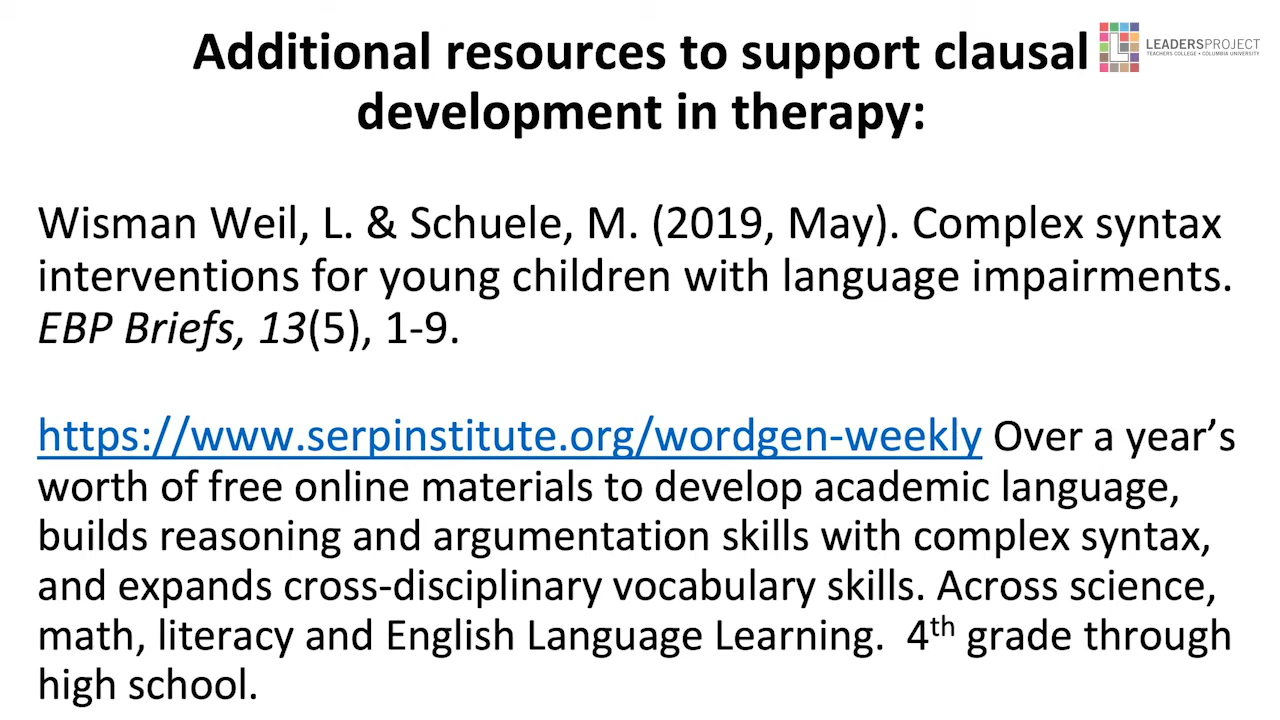 Additional resources to support clausal
development in therapy:
LEADERSPROJECT
TEACHERS COLLEGE • COLUMBIA UNIVERSITY
Wisman Weil, L. & Schuele, M. (2019, May). Complex syntax
interventions for young children with language impairments.
EBP Briefs, 13(5), 1-9.
https://www.serpinstitute.org/wordgen-weekly Over a year’s
worth of free online materials to develop academic language,
builds reasoning and argumentation skills with complex syntax,
and expands cross-disciplinary vocabulary skills. Across science,
math, literacy and English Language Learning.  4th grade through
high school.